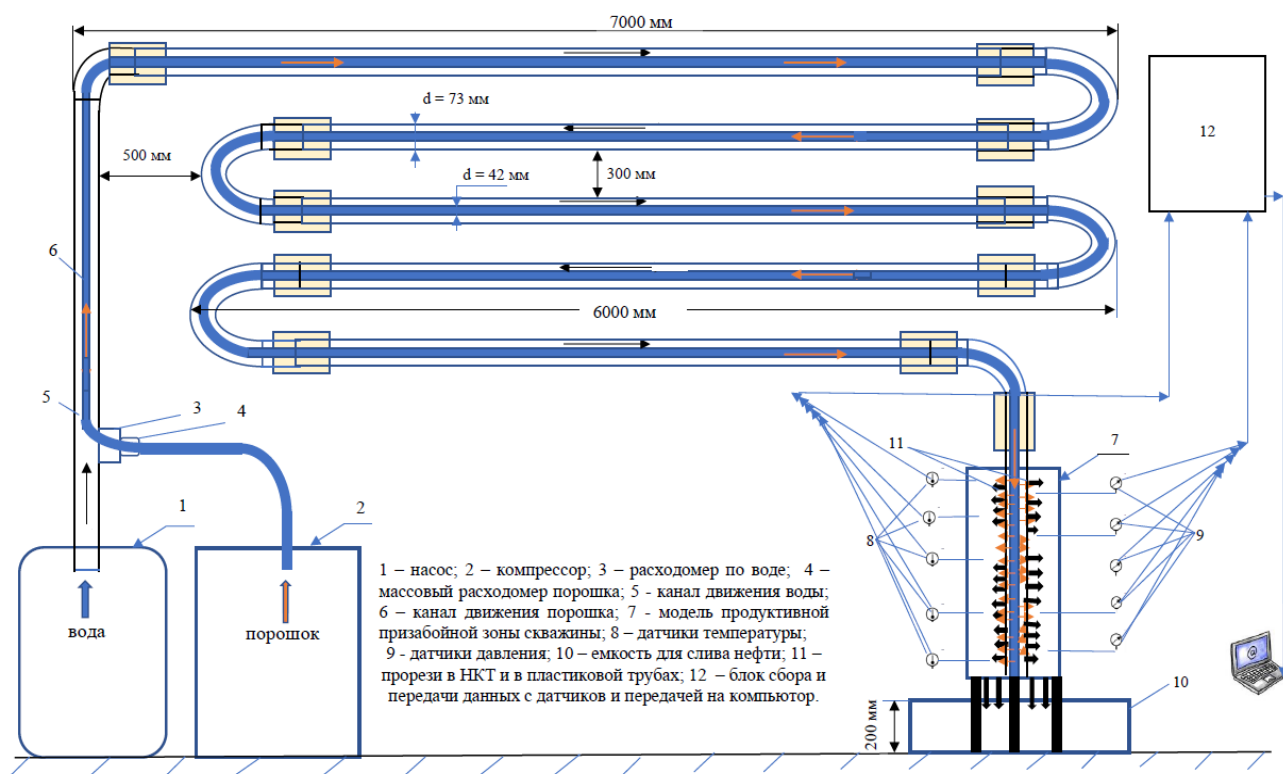 7000 мм
12
d = 73 мм
500 мм
300 мм
d = 42 мм
6
6000 мм
5
3
4
11
7
1
2
8
9
1 – насос; 2 – компрессор; 3 – расходомер по воде; 4 –
массовый расходомер порошка; 5 - канал движения воды;
6 – канал движения порошка; 7 - модель продуктивной
призабойной зоны скважины; 8 – датчики температуры;
9 - датчики давления; 10 – емкость для слива нефти; 11 –
прорези в НКТ и в пластиковой трубах; 12 – блок сбора и
передачи данных с датчиков и передачей на компьютор.
вода
порошок
10
200 мм